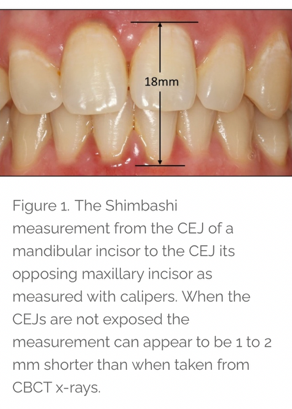 18mm
Figure 1. The Shimbashi
measurement from the CEJ of a
mandibular incisor to the CEJ its
opposing maxillary incisor as
measured with calipers. When the
CEJs are not exposed the
measurement can appear to be 1 to 2
mm shorter than when taken from
CBCT x-rays.